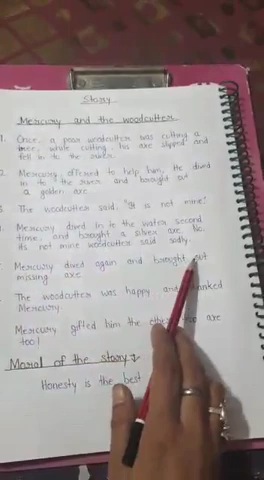 Story
Mercury and the woodcutter
1. Once, a poor woodcutter was cutting a
tree, while cutting, his axe slipped and
fell in to the river.
2. Mercury offered to help him. He dived
in to the river and brought out
a golden axe.
3. The woodcutter said, "It is not mine!"
Mercury dived in to the water second
time, and brought a silver axe. No,
is not mine woodcutter said sadly.
Mercury dived again and brought out
missing axe.
The woodcutter was happy and thanked
Mercury.
Mercury gifted him the other two axe
too!
Moral of the story
Honesty is the best